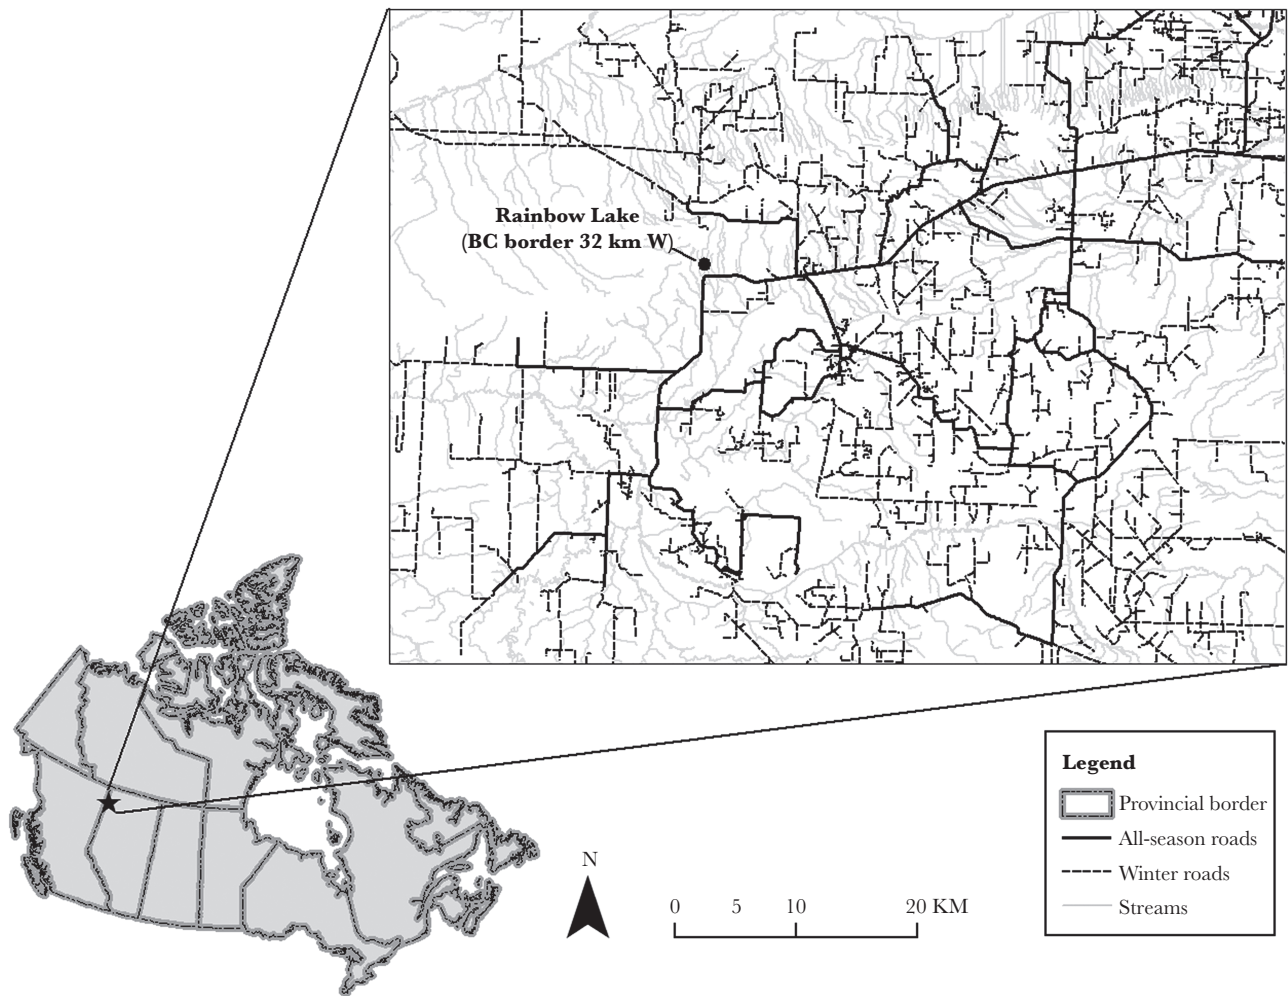 Rainbow Lake
(BC border 32 km W)
Legend
Provincial border
All-season roads
Winter roads
Streams
N
0 5 10 20 KM